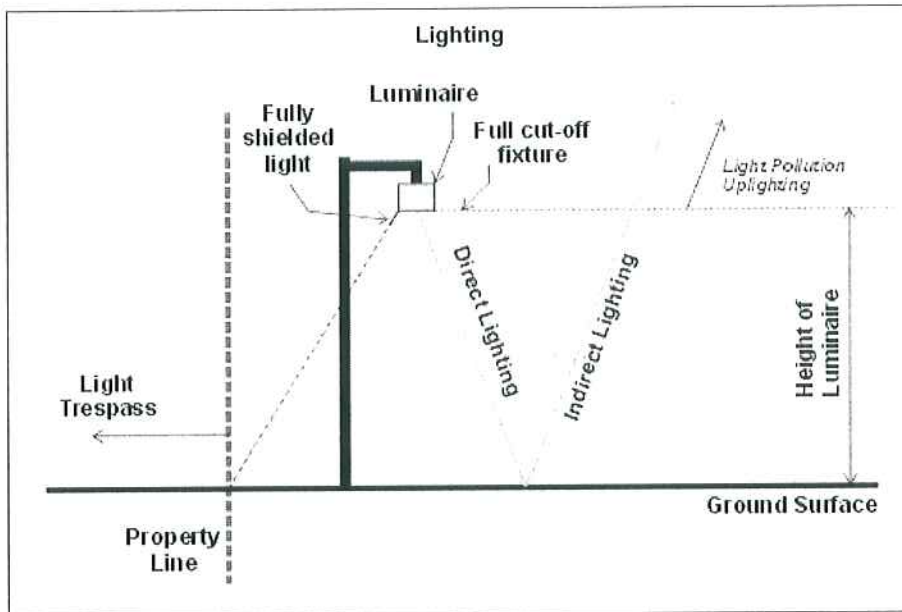 Lighting
Luminaire
Fully
shielded
light
Full cut-off
fixture
Light Pollution
Uplighting
Direct Lighting
Indirect Lighting
Height of
Luminaire
Light
Trespass
Ground Surface
Property
Line